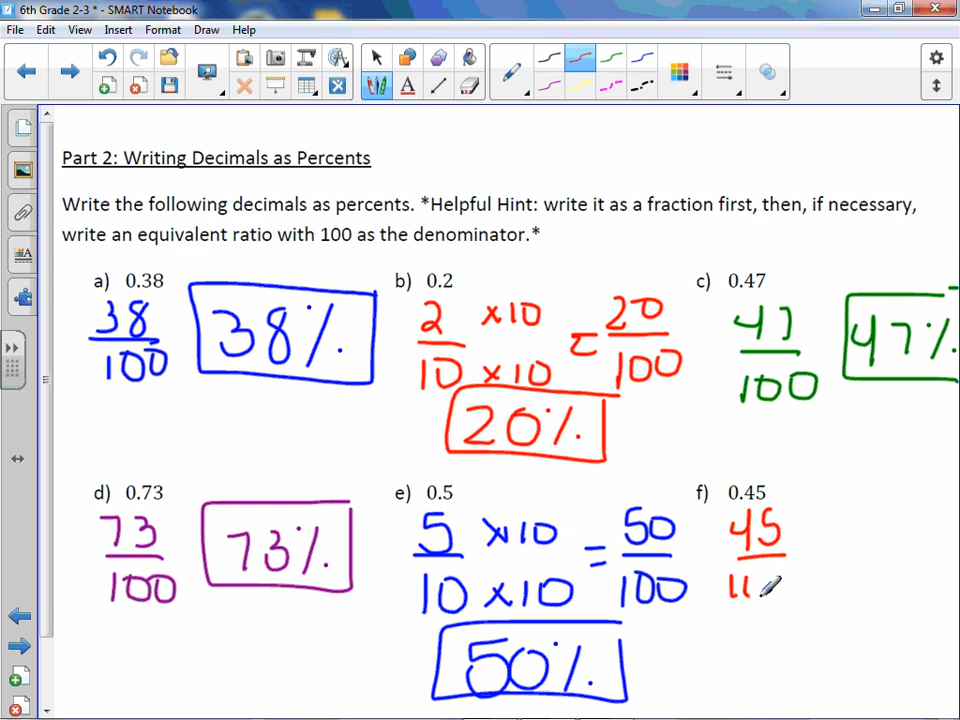 6th Grade 2-3 * - SMART Notebook
File Edit View Insert Format Draw Help
Part 2: Writing Decimals as Percents
Write the following decimals as percents. *Helpful Hint: write it as a fraction first, then, if necessary,
write an equivalent ratio with 100 as the denominator.*
a) 0.38
38
100
38%
b) 0.2
2 ×10 = 20
10 ×10 100
20%
c) 0.47
47
100
47%
d) 0.73
73
100
73%
e) 0.5
5 ×10 = 50
10 ×10 100
50%
f) 0.45
45